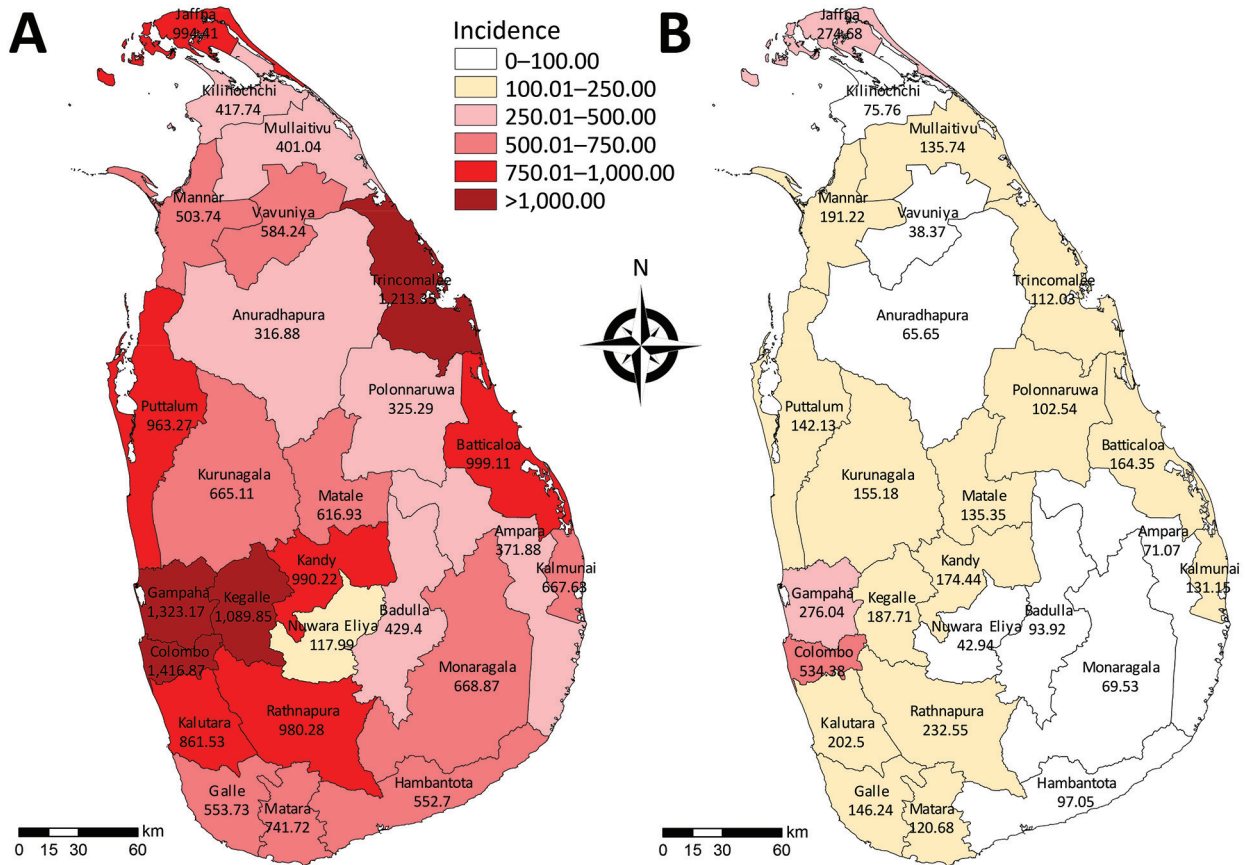 A
Jaffna
994.41
Kilinochchi
417.74
Mullaitivu
401.04
Mannar
503.74
Vavuniya
584.24
Trincomalee
1,213.35
Anuradhapura
316.88
Polonnaruwa
325.29
Puttalum
963.27
Batticaloa
999.11
Kurunagala
665.11
Matale
616.93
Ampara
371.88
Kandy
990.22
Kalmunai
667.63
Gampaha
1,323.17
Kegalle
1,089.85
Badulla
429.4
Nuwara Eliya
117.99
Colombo
1,416.87
Monaragala
668.87
Rathnapura
980.28
Kalutara
861.53
Hambantota
552.7
Galle
553.73
Matara
741.72
km
0 15 30 60
Incidence
0–100.00
100.01–250.00
250.01–500.00
500.01–750.00
750.01–1,000.00
>1,000.00
N
B
Jaffna
274.68
Kilinochchi
75.76
Mullaitivu
135.74
Mannar
191.22
Vavuniya
38.37
Trincomalee
112.03
Anuradhapura
65.65
Polonnaruwa
102.54
Puttalum
142.13
Batticaloa
164.35
Kurunagala
155.18
Matale
135.35
Ampara
71.07
Kandy
174.44
Kalmunai
131.15
Gampaha
276.04
Kegalle
187.71
Badulla
93.92
Nuwara Eliya
42.94
Colombo
534.38
Monaragala
69.53
Rathnapura
232.55
Kalutara
202.5
Hambantota
97.05
Galle
146.24
Matara
120.68
km
0 15 30 60